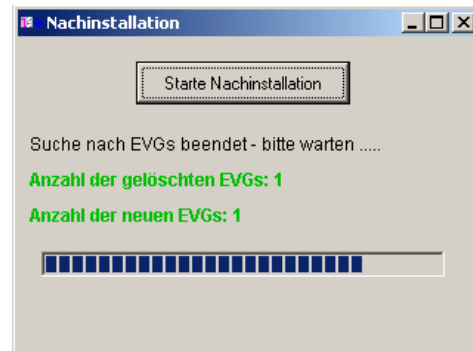 Nachinstallation
Starte Nachinstallation
Suche nach EVGs beendet - bitte warten .....
Anzahl der gelöschten EVGs: 1
Anzahl der neuen EVGs: 1